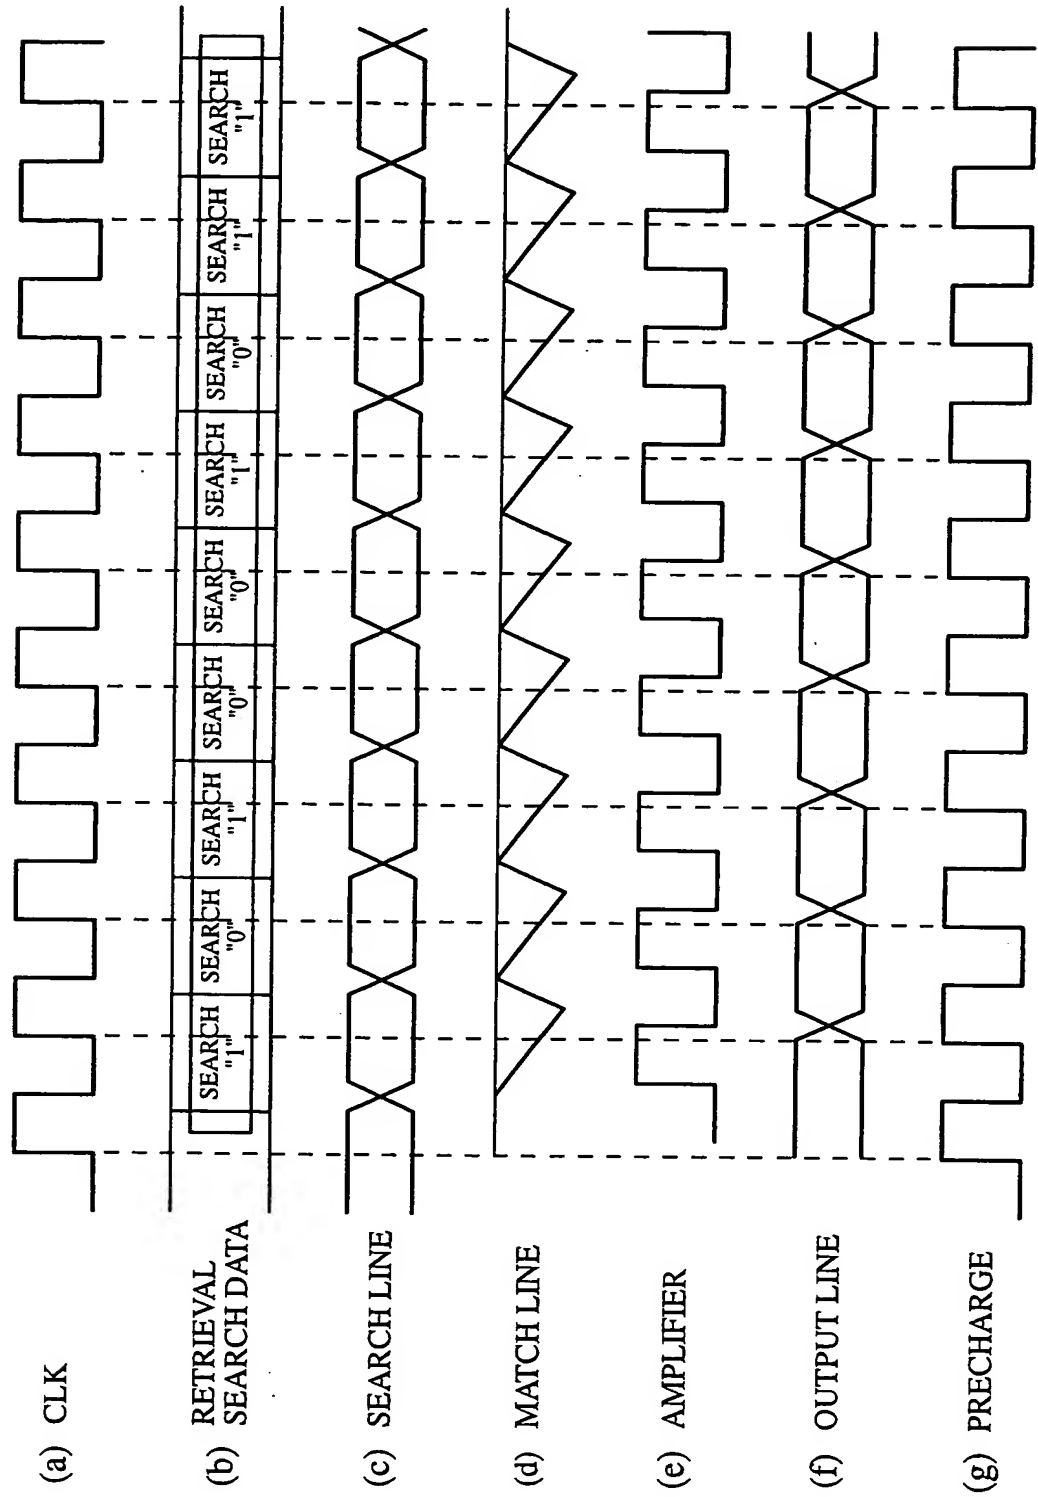 (a) CLK
(b) RETRIEVAL
SEARCH DATA
SEARCH
"1"
SEARCH
"0"
SEARCH
"1"
SEARCH
"0"
SEARCH
"0"
SEARCH
"1"
SEARCH
"0"
SEARCH
"1"
SEARCH
"1"
(c) SEARCH LINE
(d) MATCH LINE
(e) AMPLIFIER
(f) OUTPUT LINE
(g) PRECHARGE